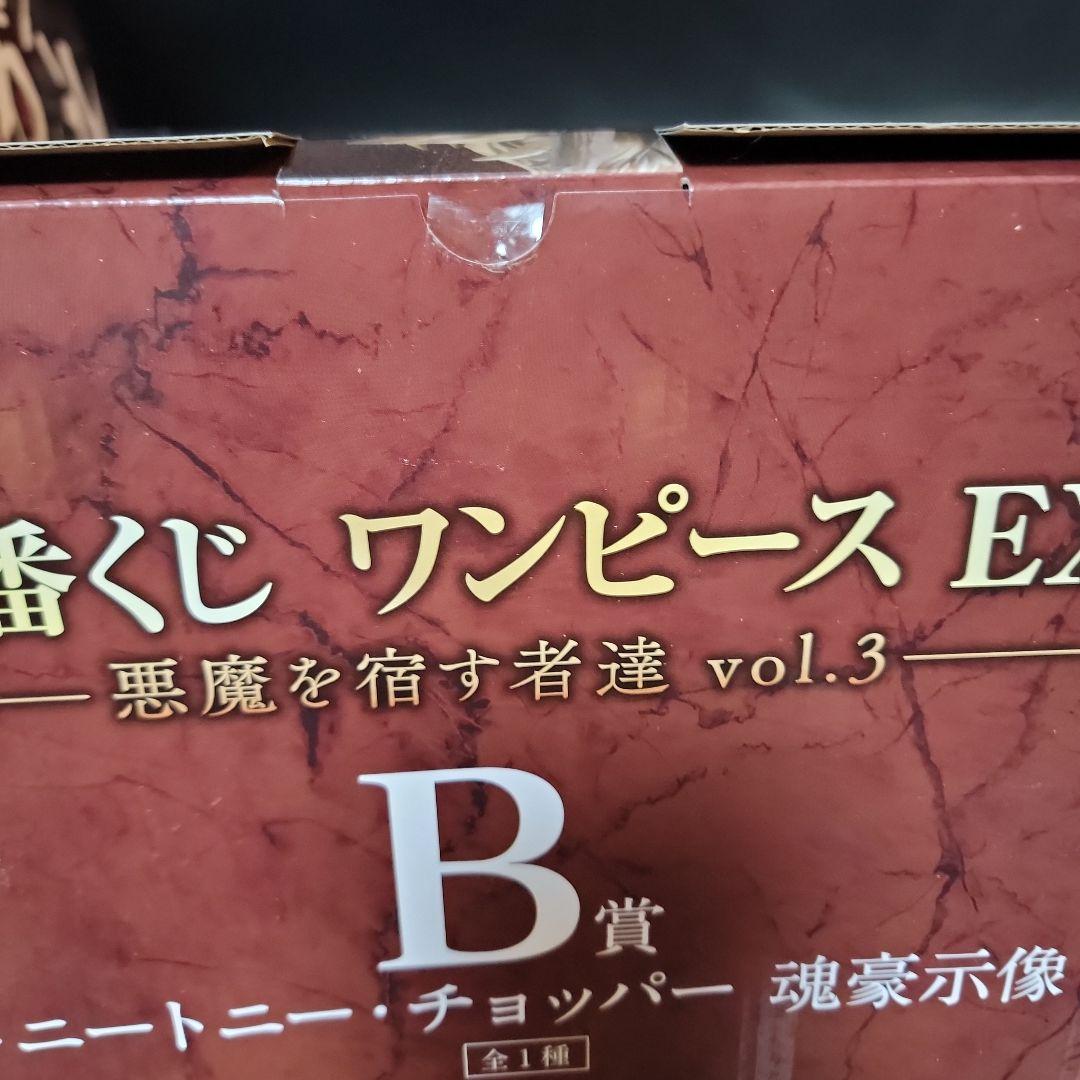 番くじ ワンピース EX
悪魔を宿す者達 vol.3
B賞
ニートニー・チョッパー 魂豪示像
全1種